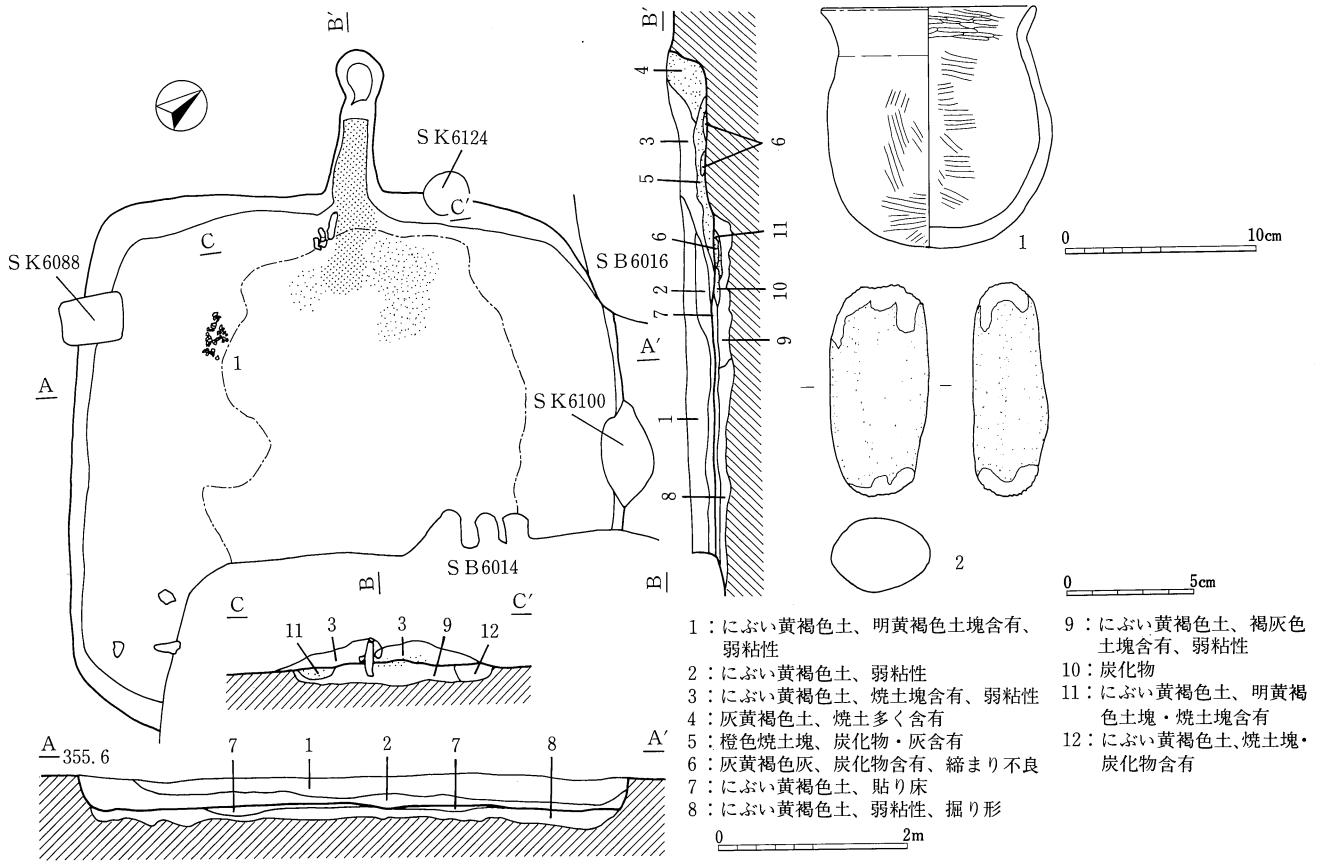 B′
S K6124
C′
C
S K6088
S B6016
1
A′
A
S K6100
S B6014
B
B′
4
3
6
5
11
6
2
10
7
9
1
8
B
1
0 10cm
2
0 5cm
C C′
11 3 3 9 12
A 355.6 A′
7 1 2 7 8
1：にぶい黄褐色土、明黄褐色土塊含有、
弱粘性
2：にぶい黄褐色土、弱粘性
3：にぶい黄褐色土、焼土塊含有、弱粘性
4：灰黄褐色土、焼土多く含有
5：橙色焼土塊、炭化物・灰含有
6：灰黄褐色灰、炭化物含有、締まり不良
7：にぶい黄褐色土、貼り床
8：にぶい黄褐色土、弱粘性、掘り形
9：にぶい黄褐色土、褐灰色
土塊含有、弱粘性
10：炭化物
11：にぶい黄褐色土、明黄褐
色土塊・焼土塊含有
12：にぶい黄褐色土、焼土塊・
炭化物含有
0 2m